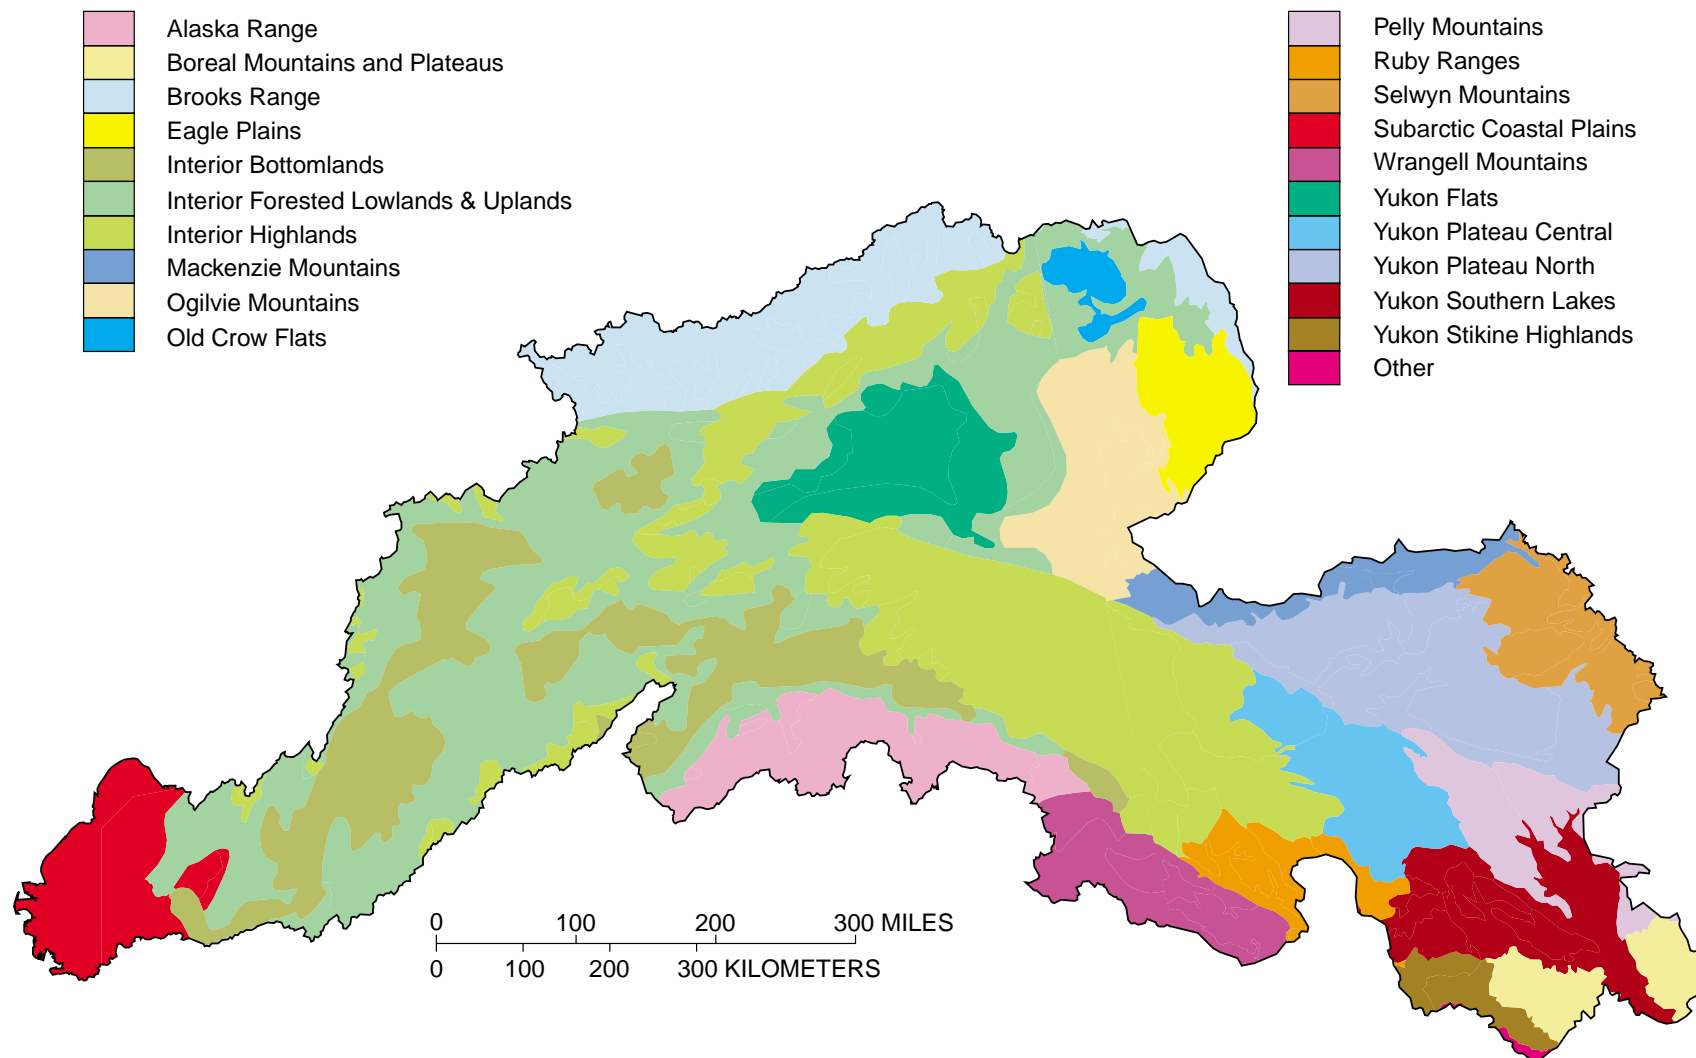 Alaska Range
Boreal Mountains and Plateaus
Brooks Range
Eagle Plains
Interior Bottomlands
Interior Forested Lowlands & Uplands
Interior Highlands
Mackenzie Mountains
Ogilvie Mountains
Old Crow Flats
Pelly Mountains
Ruby Ranges
Selwyn Mountains
Subarctic Coastal Plains
Wrangell Mountains
Yukon Flats
Yukon Plateau Central
Yukon Plateau North
Yukon Southern Lakes
Yukon Stikine Highlands
Other
0 100 200 300 MILES
0 100 200 300 KILOMETERS